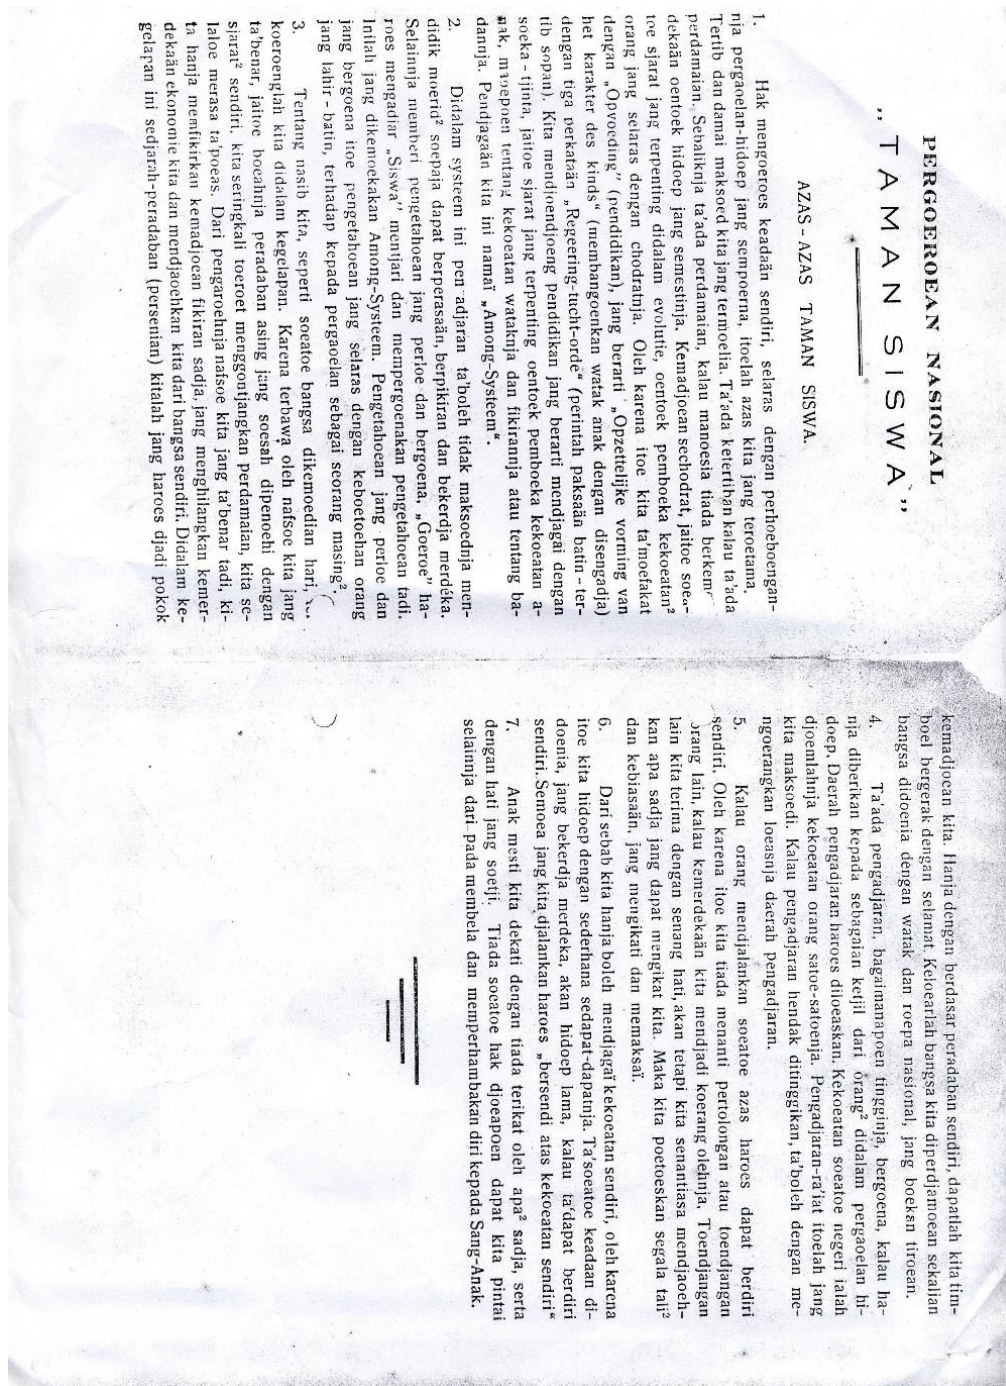 PERGOEROEAN NASIONAL
„TAMAN SISWA”
AZAS-AZAS TAMAN SISWA.
1. Hak mengoeroes keadaän sendiri, selaras dengan perhoeboengan-
nja pergaoelan-hidoep jang sempoerna, itoelah azas kita jang teroetama.
Tertib dan damai maksoed kita jang termoelia. Ta'ada ketertiban kalau ta'ada
perdamaian. Sebaliknja ta'ada perdamaian, kalau manoesia tiada
dekaän oentoek hidoep jang semestinja. Kemadjoean sechodrat, jaitoe soea-
toe sjarat jang terpenting didalam evolutie, oentoek pemboeka kekoeatan²
orang jang selaras dengan chodratnja. Oleh karena itoe kita ta'moefakat
dengan „Opvoeding” (pendidikan), jang berarti „Opzettelijke vorming van
het karakter des kinds“ (membangoenkan watak anak dengan disengadja)
dengan tiga perkataän „Regeering-tucht-orde“ (perintah paksaän batin-ter-
tib sopan). Kita mendjoendjoeng pendidikan jang berarti mendjagai dengan
soeka-tjinta, jaitoe sjarat jang terpenting oentoek pemboeka kekoeatan a-
nak, maoepoen tentang kekoeatan wataknja dan fikirannja atau tentang ba-
dannja. Pendjagaän kita ini namaï „Among-Systeem“.
2. Didalam systeem ini pengadjaran ta'boleh tidak maksoednja men-
didik moerid² soepaja dapat berperasaän, berpikiran dan bekerdja merdéka.
Selainnja memberi pengetahoean jang perloe dan bergoena, „Goeroe” ha-
roes mengadjar „Siswa” mentjari dan mempergoenakan pengetahoean tadi.
Inilah jang dikemoekakan Among-Systeem. Pengetahoean jang perloe dan
jang bergoena itoe pengetahoean jang selaras dengan keboetoehan orang
jang lahir-batin, terhadap kepada pergaoelan sebagai seorang masing².
3. Tentang nasib kita, seperti soeatoe bangsa dikemoedian hari,
koeroenglah kita didalam kegelapan. Karena terbawa oleh nafsoe kita jang
ta'benar, jaitoe bocahnja peradaban asing jang soesah dipenoehi dengan
sjarat² sendiri, kita seringkali toeroet menggontjangkan perdamaian, kita se-
laloe merasa ta'poeas. Dari pengaroehnja nafsoe kita jang ta'benar tadi, ki-
ta hanja memfikirkan kemadjoean fikiran sadja, jang menghilangkan kemer-
dekaän ekonomie kita dan mendjaoehkan kita dari bangsa sendiri. Didalam ke-
gelapan ini sedjarah-peradaban (persenian) kitalah jang haroes djadi pokok
kemadjoean kita. Hanja dengan berdasar peradaban sendiri, dapatlah kita tim-
boel bergerak dengan selamat. Keloearlah bangsa kita diperdjamoean sekalian
bangsa didoenia dengan watak dan roepa nasional, jang boekan tiroean.
4. Ta'ada pengadjaran, bagaimanapoen tingginja, bergoena, kalau ha-
nja diberikan kepada sebagaian ketjil dari orang² didalam pergaoelan hi-
doep. Daerah pengadjaran haroes diloeaskan. Kekoeatan soeatoe negeri ialah
djoemlahnja kekoeatan orang satoe-satoenja. Pengadjaran-ra'iat itoelah jang
kita maksoedi. Kalau pengadjaran hendak ditinggikan, ta'boleh dengan me-
ngoerangkan loeasnja daerah pengadjaran.
5. Kalau orang mendjalankan soeatoe azas haroes dapat berdiri
sendiri. Oleh karena itoe kita tiada menanti pertolongan atau toendjangan
orang lain, kalau kemerdekaän kita mendjadi koerang olehnja. Toendjangan
lain kita terima dengan senang hati, akan tetapi kita senantiasa mendjaoeh-
kan apa sadja jang dapat mengikat kita. Maka kita poetoeskan segala tali²
dan kebiasaän, jang mengikati dan memaksaï.
6. Dari sebab kita hanja boleh mendjagaï kekoeatan sendiri, oleh karena
itoe kita hidoep dengan sederhana sedapat-dapatnja. Ta'soeatoe keadaan di-
doenia, jang bekerdja merdeka, akan hidoep lama, kalau ta'dapat berdiri
sendiri. Semoea jang kita djalankan haroes „bersendi atas kekoeatan sendiri“
7. Anak mesti kita dekati dengan tiada terikat oleh apa² sadja, serta
dengan hati jang soetji. Tiada soeatoe hak djoeapoen dapat kita pintai
selainnja dari pada membela dan memperhambakan diri kepada Sang-Anak.